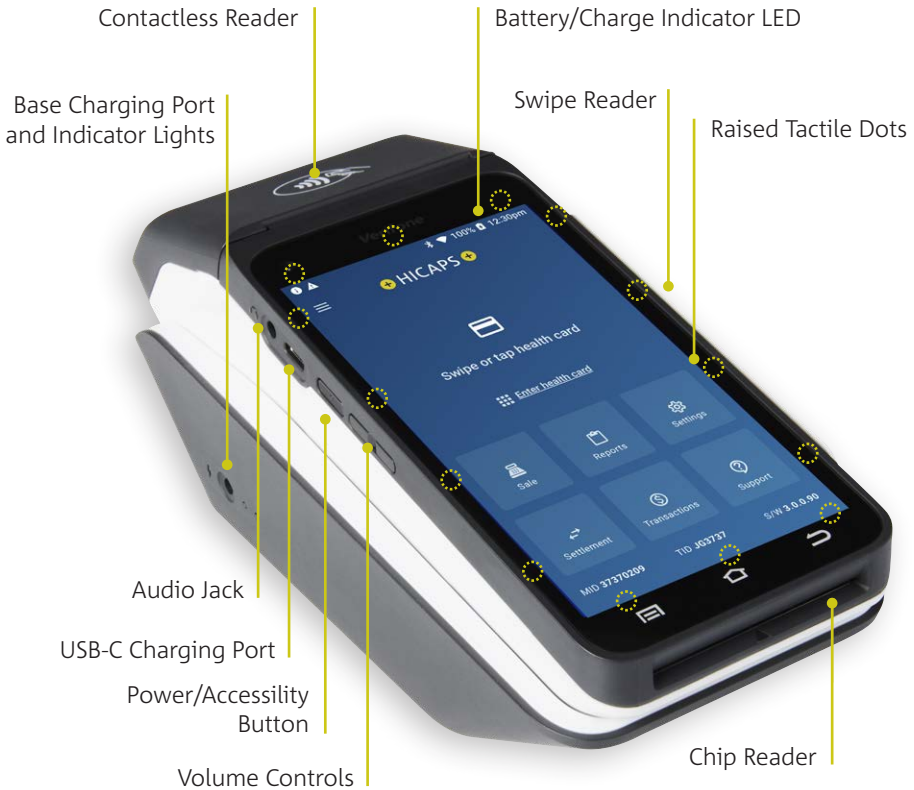 Contactless Reader
Battery/Charge Indicator LED
Base Charging Port
and Indicator Lights
Swipe Reader
Raised Tactile Dots
Verifone
100% 12:30pm
HICAPS
Swipe or tap health card
Enter health card
Sale
Reports
Settings
Settlement
Transactions
Support
MID 37370209
TID JG3737
S/W 3.0.0.90
Audio Jack
USB-C Charging Port
Power/Accessility
Button
Volume Controls
Chip Reader